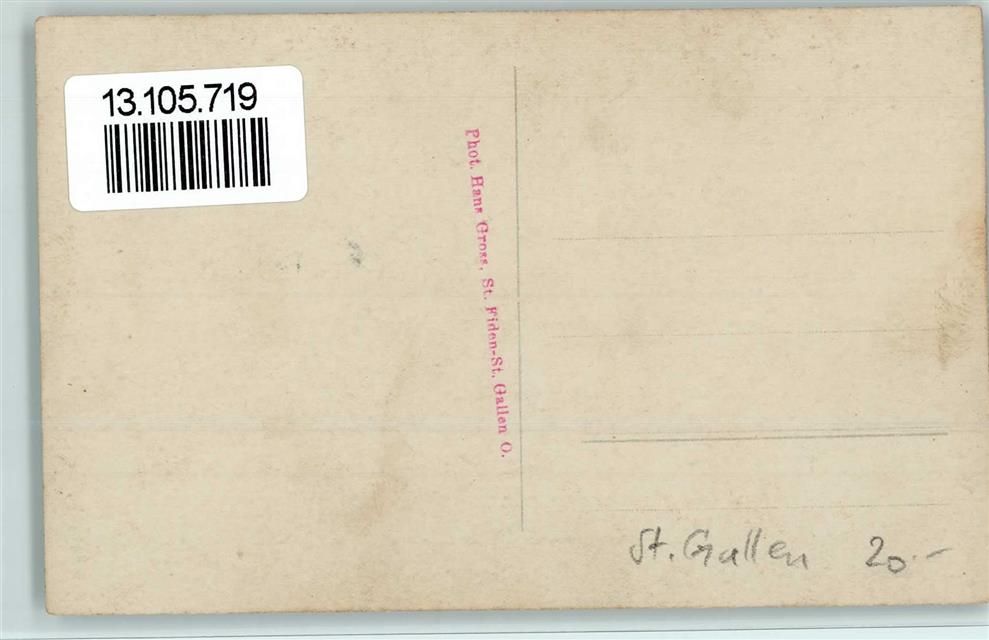 13.105.719
Phot. Hans Gross, St. Fiden-St. Gallen O.
St. Gallen 20.-